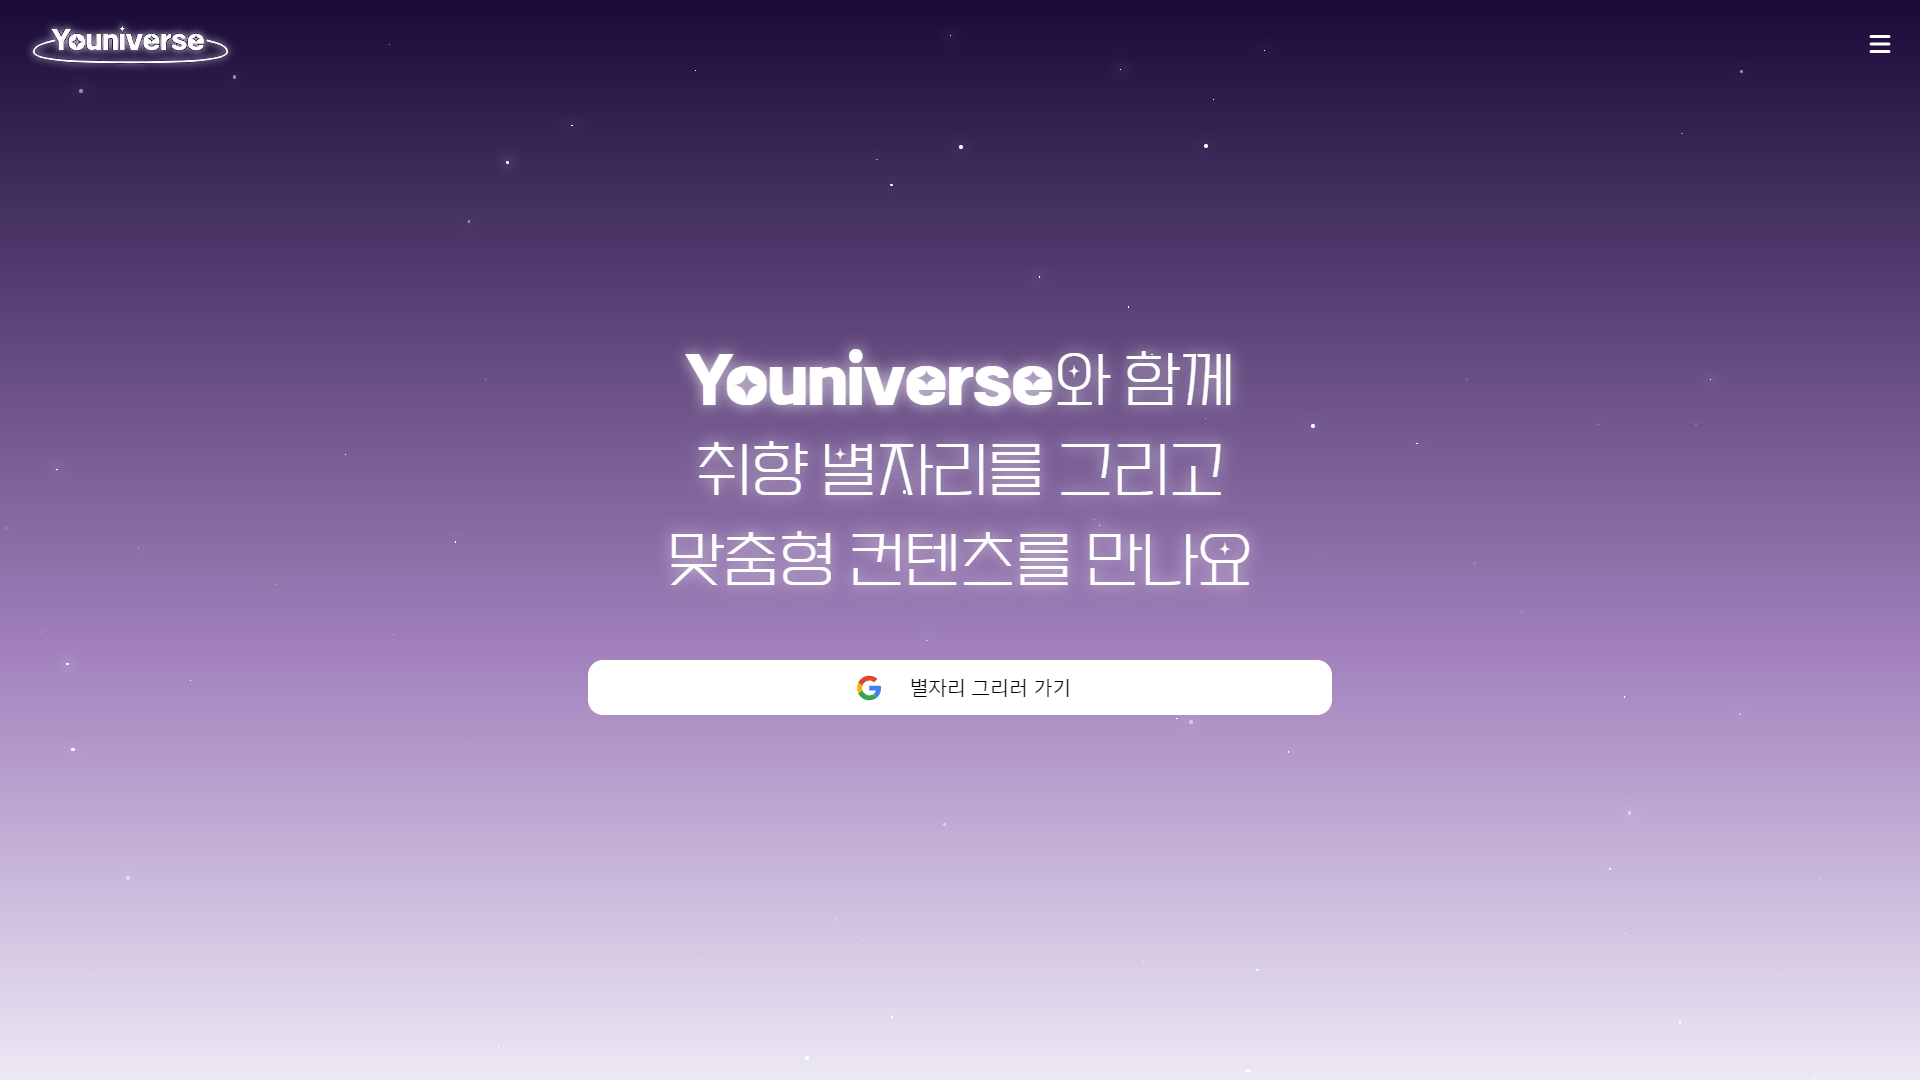 Youniverse
Youniverse와 함께
취향 별자리를 그리고
맞춤형 컨텐츠를 만나요
별자리 그리러 가기